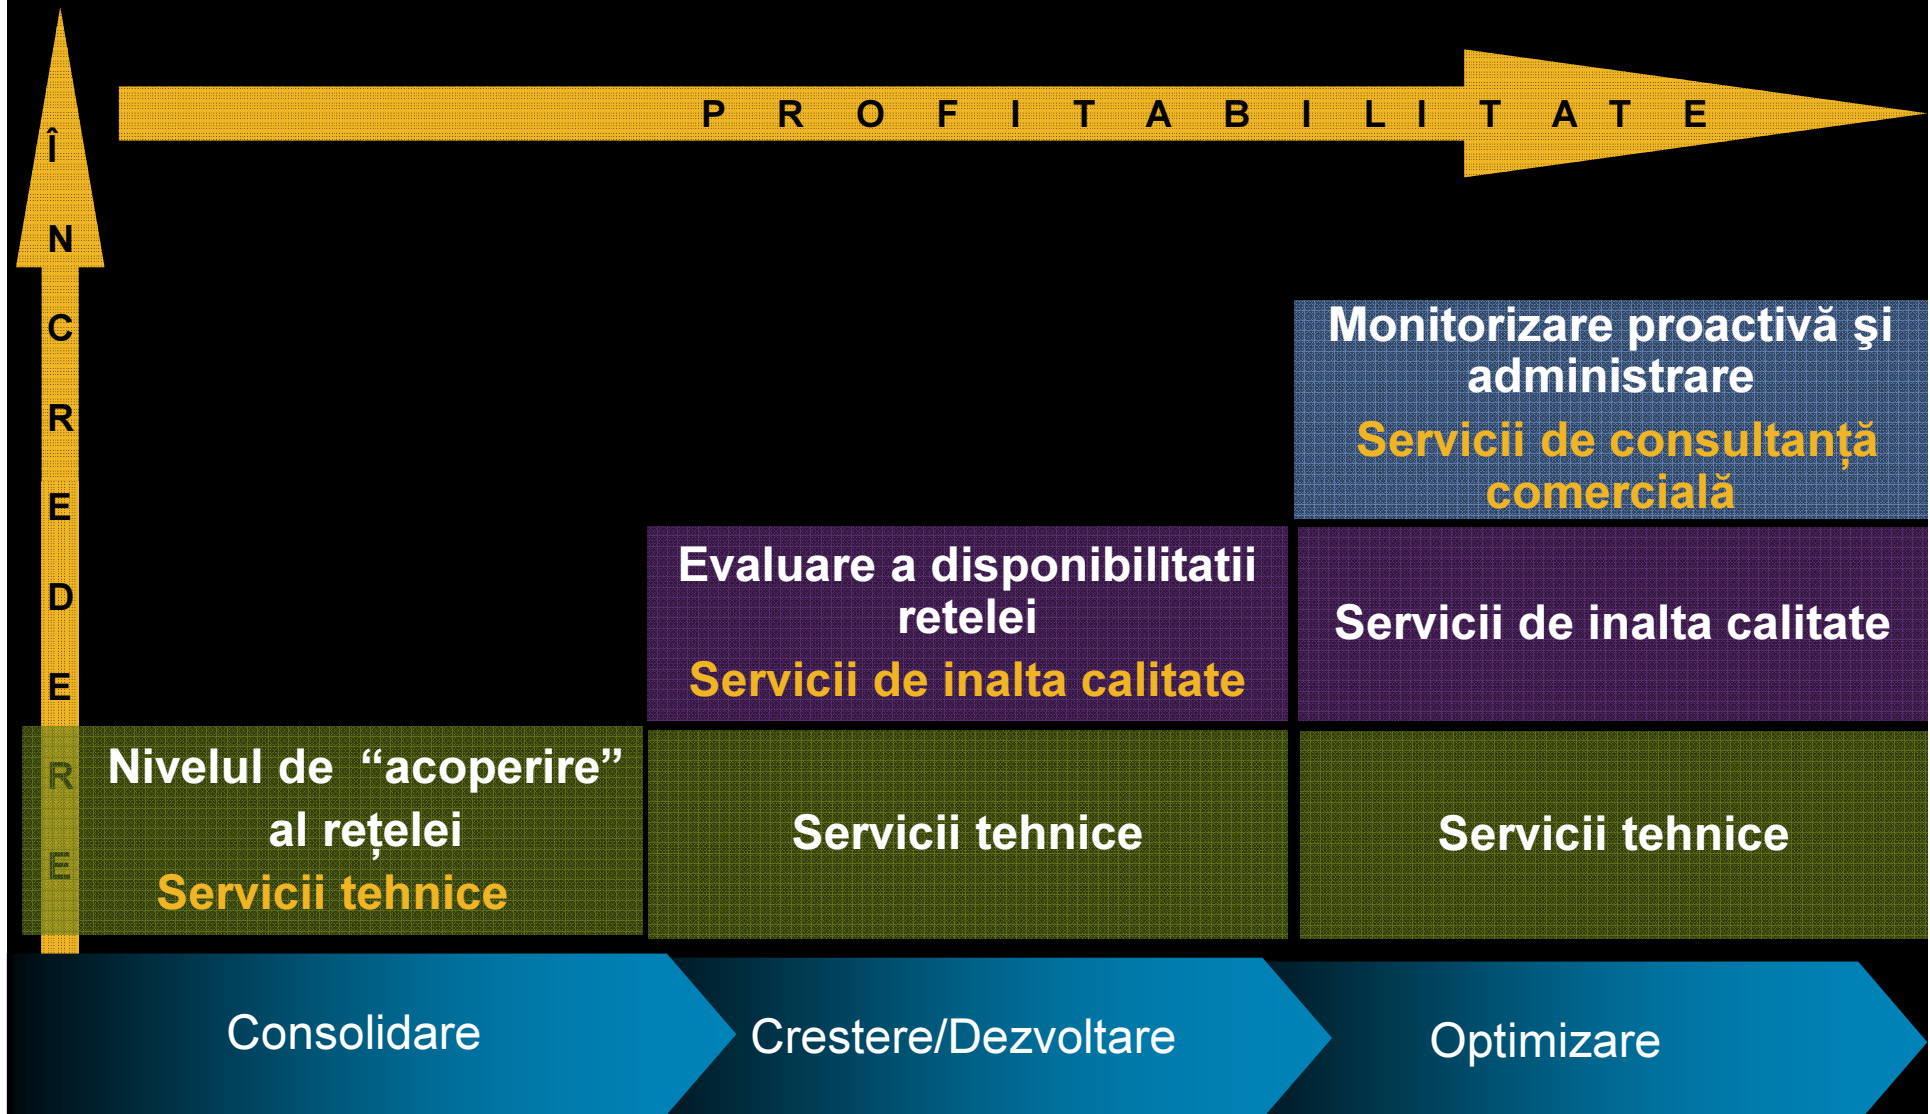 P R O F I T A B I L I T A T E
Î N C R E D E R E
Monitorizare proactivă şi
administrare
Servicii de consultanță
comercială
Evaluare a disponibilitatii
retelei
Servicii de inalta calitate
Servicii de inalta calitate
Nivelul de “acoperire”
al rețelei
Servicii tehnice
Servicii tehnice
Servicii tehnice
Consolidare
Crestere/Dezvoltare
Optimizare